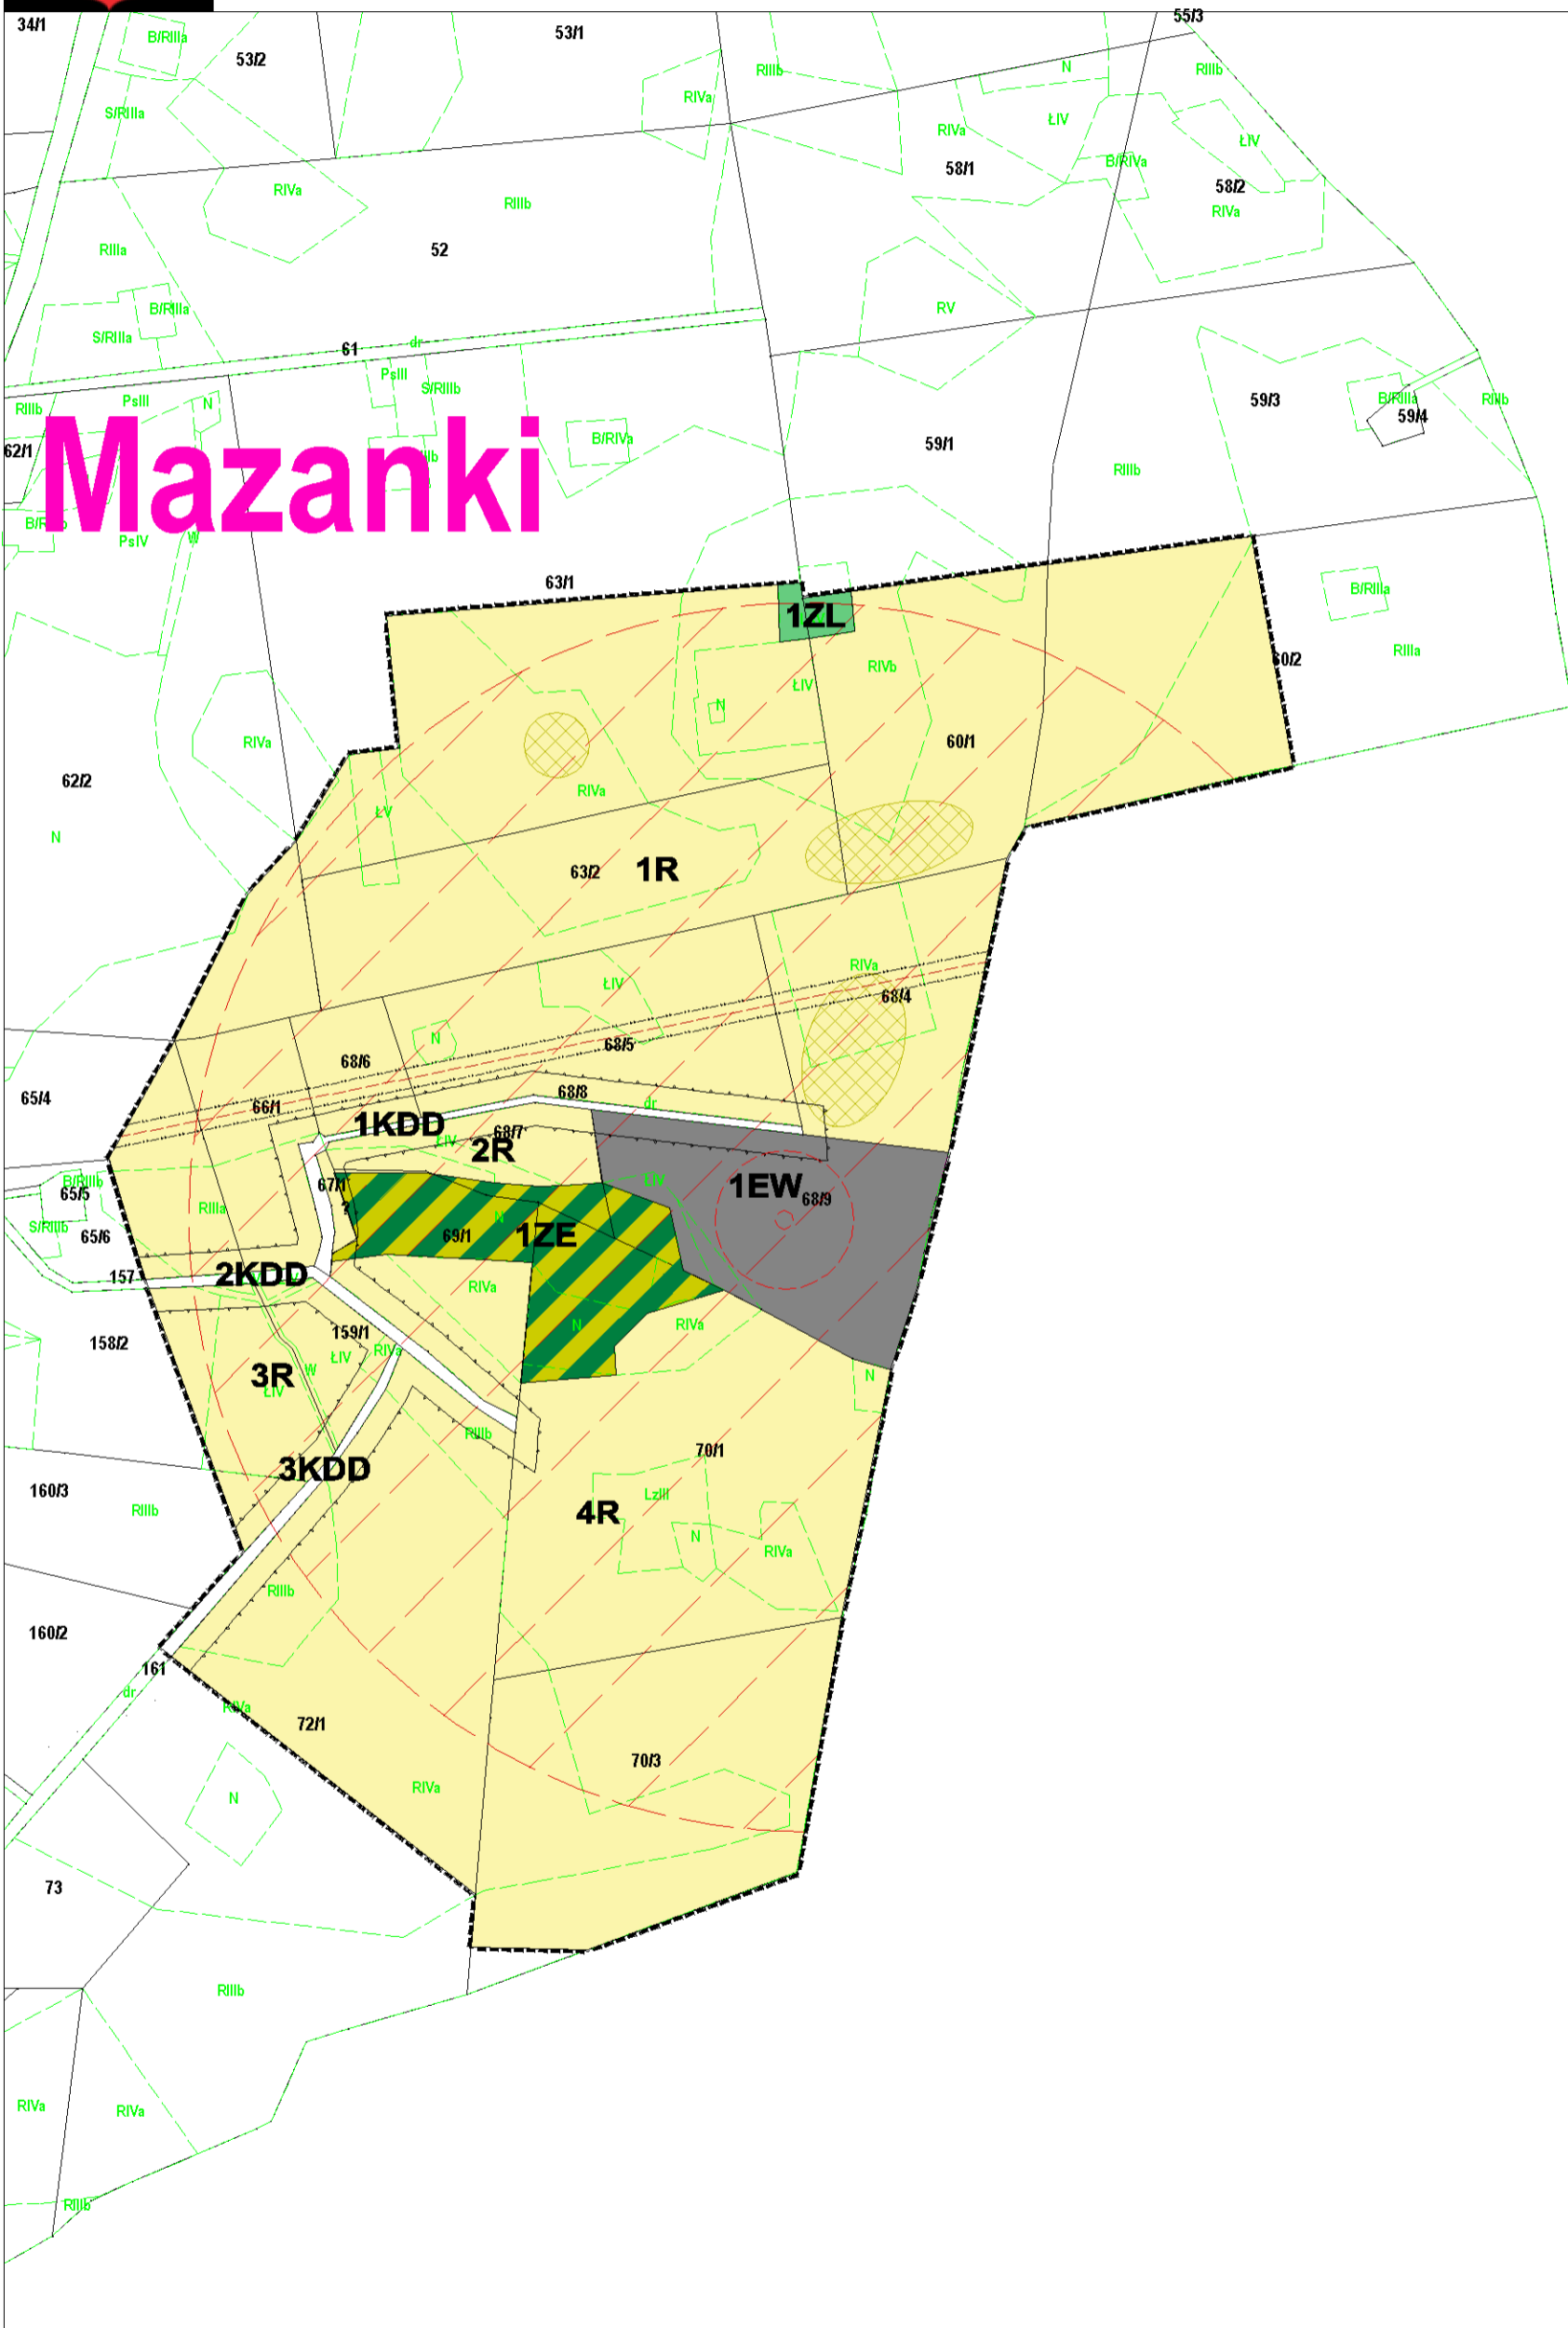 34/1
B/RIIIa
53/2
53/1
55/3
RIIIb
N
RIIIb
RIVa
S/RIIIa
RIVa
ŁIV
ŁIV
58/1
B/RIVa
58/2
RIVa
RIVa
RIIIb
RIIIa
52
B/RIIIa
RV
S/RIIIa
61
dr
PsIII
S/RIIIb
RIIIb
PsIII
N
59/3
B/RIIIa
59/4
RIIIb
62/1
Mazanki
B/RIVa
59/1
RIIIb
PsIV
W
63/1
B/RIIIa
1ZL
RIIIa
60/2
RIVb
ŁIV
N
RIVa
60/1
62/2
RIVa
ŁV
N
63/2
1R
RIVa
ŁIV
68/4
N
68/5
68/6
65/4
68/8
dr
66/1
1KDD
68/7
ŁIV
2R
B/RIIIb
65/5
67/1
ŁIV
1EW
68/9
RIIIa
?
N
S/RIIIb
65/6
69/1
1ZE
157
2KDD
RIVa
158/2
159/1
N
RIVa
ŁIV
RIVa
W
3R
ŁIV
N
RIIIb
70/1
3KDD
160/3
LzIII
RIIIb
4R
N
RIVa
RIIIb
160/2
161
dr
RIVa
72/1
70/3
RIVa
N
73
RIIIb
RIVa
RIVa
RIIIb